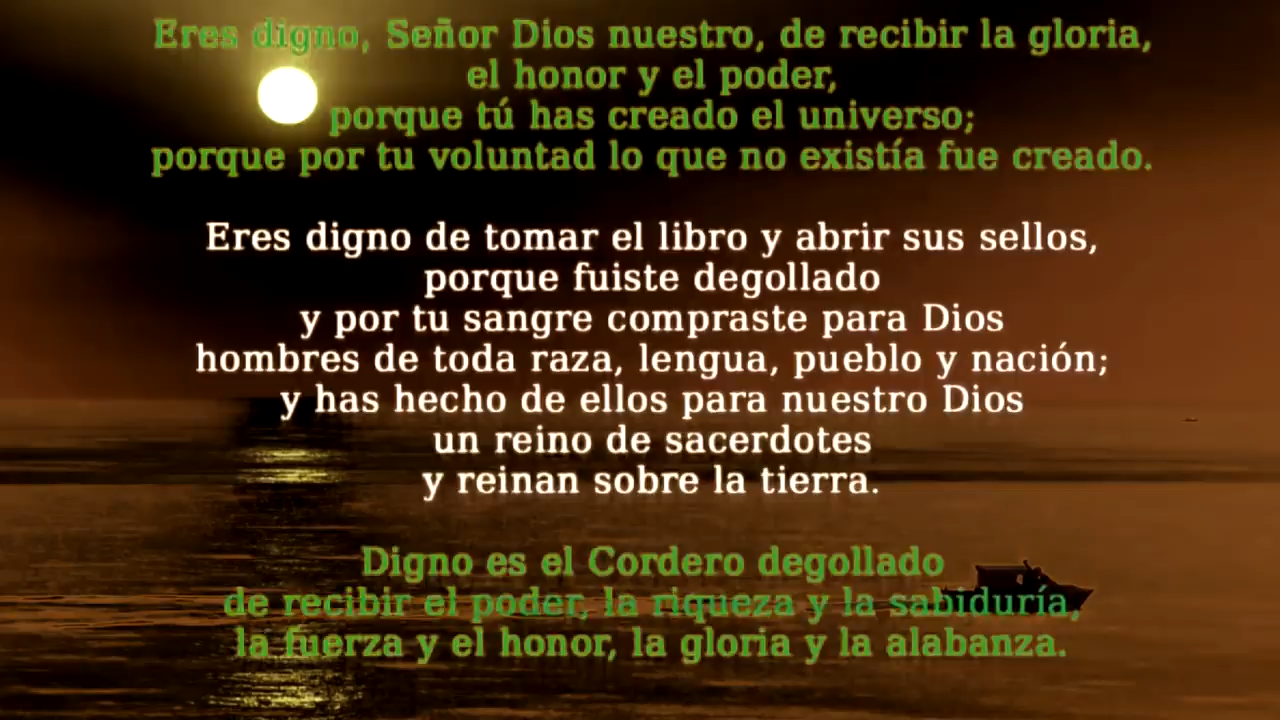 Eres digno, Señor Dios nuestro, de recibir la gloria,
el honor y el poder,
porque tú has creado el universo;
porque por tu voluntad lo que no existía fue creado.
Eres digno de tomar el libro y abrir sus sellos,
porque fuiste degollado
y por tu sangre compraste para Dios
hombres de toda raza, lengua, pueblo y nación;
y has hecho de ellos para nuestro Dios
un reino de sacerdotes
y reinan sobre la tierra.
Digno es el Cordero degollado
de recibir el poder, la riqueza y la sabiduría,
la fuerza y el honor, la gloria y la alabanza.